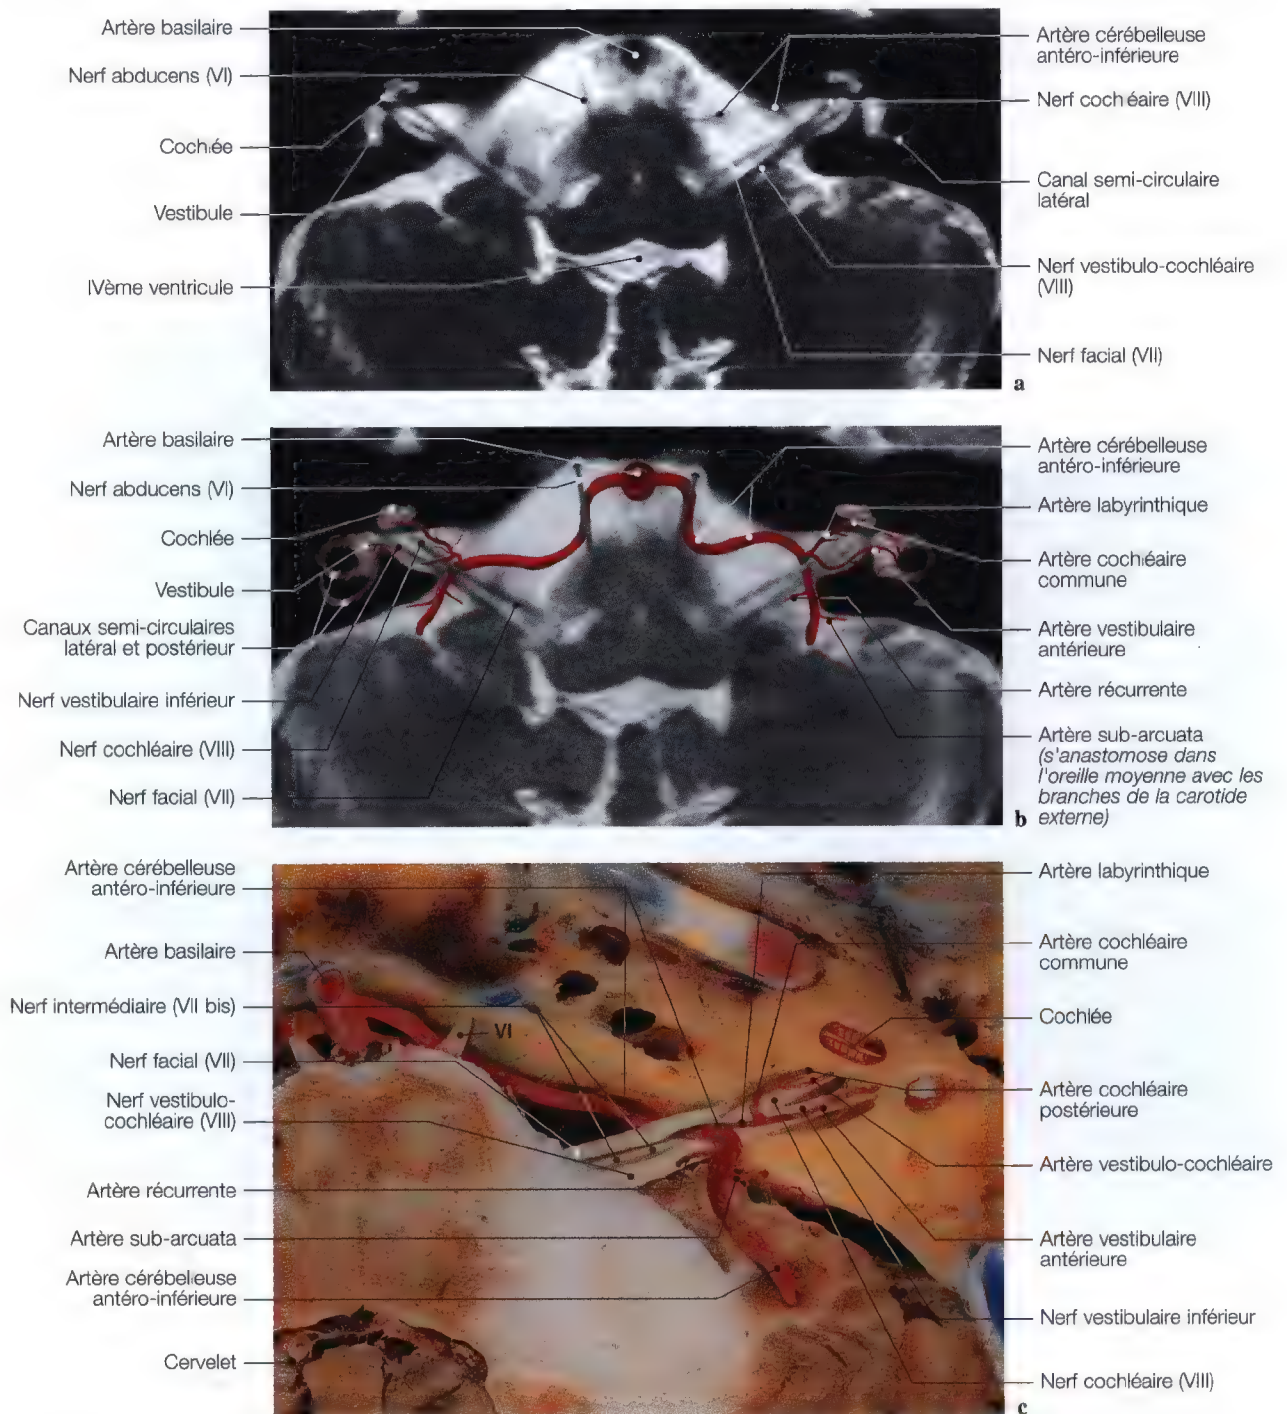 Artère basilaire
Nerf abducens (VI)
Cochlée
Vestibule
IVème ventricule
Artère cérébelleuse
antéro-inférieure
Nerf cochléaire (VIII)
Canal semi-circulaire
latéral
Nerf vestibulo-cochléaire
(VIII)
Nerf facial (VII)
a
Artère basilaire
Nerf abducens (VI)
Cochlée
Vestibule
Canaux semi-circulaires
latéral et postérieur
Nerf vestibulaire inférieur
Nerf cochléaire (VIII)
Nerf facial (VII)
Artère cérébelleuse
antéro-inférieure
Artère labyrinthique
Artère cochléaire
commune
Artère vestibulaire
antérieure
Artère récurrente
Artère sub-arcuata
(s'anastomose dans
l'oreille moyenne avec les
branches de la carotide
externe)
b
Artère cérébelleuse
antéro-inférieure
Artère basilaire
Nerf intermédiaire (VII bis)
Nerf facial (VII)
Nerf vestibulo-
cochléaire (VIII)
Artère récurrente
Artère sub-arcuata
Artère cérébelleuse
antéro-inférieure
Cervelet
VI
Artère labyrinthique
Artère cochléaire
commune
Cochlée
Artère cochléaire
postérieure
Artère vestibulo-cochléaire
Artère vestibulaire
antérieure
Nerf vestibulaire inférieur
Nerf cochléaire (VIII)
c